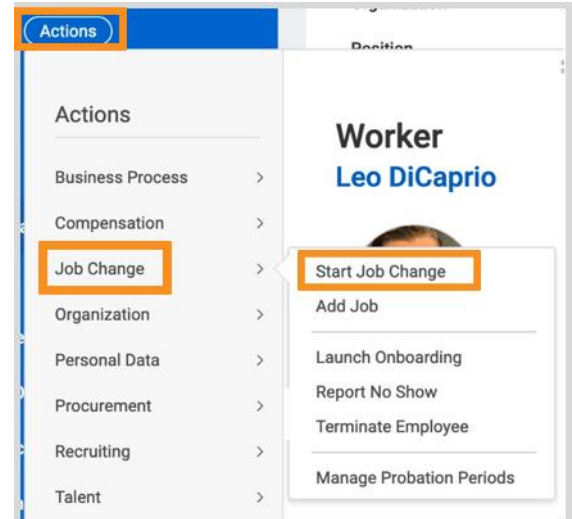 Actions
Position
Actions
Business Process
Compensation
Job Change
Organization
Personal Data
Procurement
Recruiting
Talent
Worker
Leo DiCaprio
Start Job Change
Add Job
Launch Onboarding
Report No Show
Terminate Employee
Manage Probation Periods